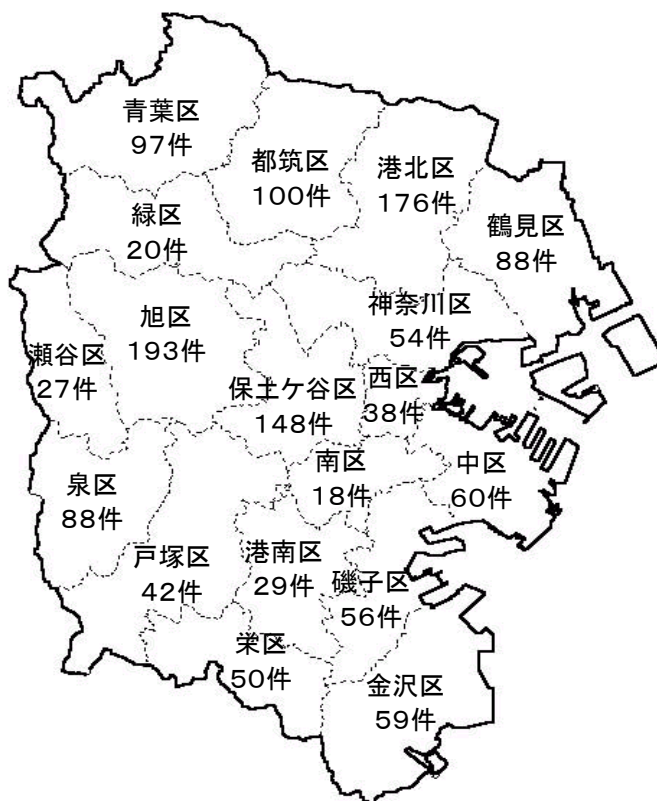 青葉区
97件
都筑区
100件
港北区
176件
緑区
20件
鶴見区
88件
旭区
193件
神奈川区
54件
瀬谷区
27件
保土ケ谷区
148件
西区
38件
南区
18件
中区
60件
泉区
88件
戸塚区
42件
港南区
29件
磯子区
56件
栄区
50件
金沢区
59件